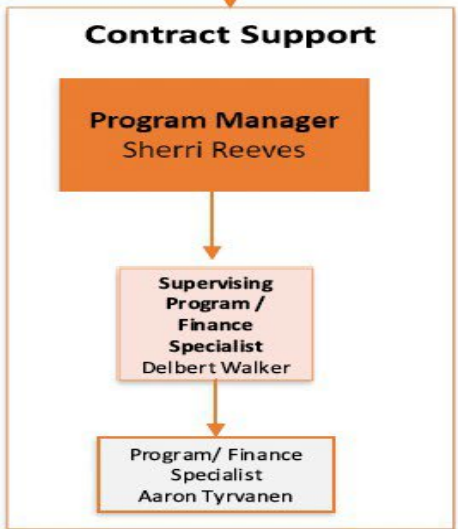 Contract Support
Program Manager
Sherri Reeves
Supervising
Program /
Finance
Specialist
Delbert Walker
Program/ Finance
Specialist
Aaron Tyrvanen